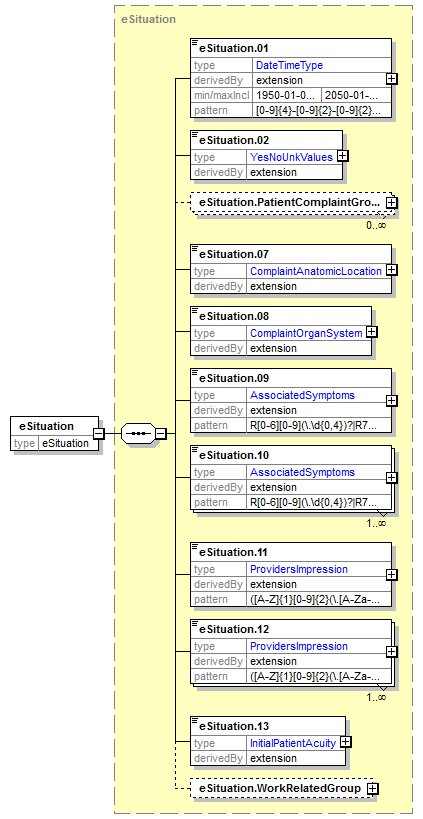 eSituation
eSituation.01
type DateTimeType
derivedBy extension
min/maxIncl 1950-01-0... 2050-01-...
pattern [0-9]{4}-[0-9]{2}-[0-9]{2}...
eSituation.02
type YesNoUnkValues
derivedBy extension
eSituation.PatientComplaintGro...
0..∞
eSituation.07
type ComplaintAnatomicLocation
derivedBy extension
eSituation.08
type ComplaintOrganSystem
derivedBy extension
eSituation.09
type AssociatedSymptoms
derivedBy extension
pattern R[0-6][0-9](\.\d{0,4})?|R7...
eSituation
type eSituation
eSituation.10
type AssociatedSymptoms
derivedBy extension
pattern R[0-6][0-9](\.\d{0,4})?|R7...
1..∞
eSituation.11
type ProvidersImpression
derivedBy extension
pattern ([A-Z]{1}[0-9]{2}(\.[A-Za-...
eSituation.12
type ProvidersImpression
derivedBy extension
pattern ([A-Z]{1}[0-9]{2}(\.[A-Za-...
1..∞
eSituation.13
type InitialPatientAcuity
derivedBy extension
eSituation.WorkRelatedGroup